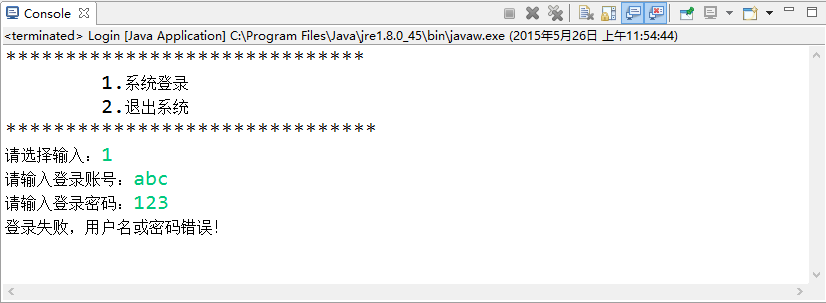 Console
<terminated> Login [Java Application] C:\Program Files\Java\jre1.8.0_45\bin\javaw.exe (2015年5月26日 上午11:54:44)
******************************
1.系统登录
2.退出系统
*******************************
请选择输入：1
请输入登录账号：abc
请输入登录密码：123
登录失败，用户名或密码错误！